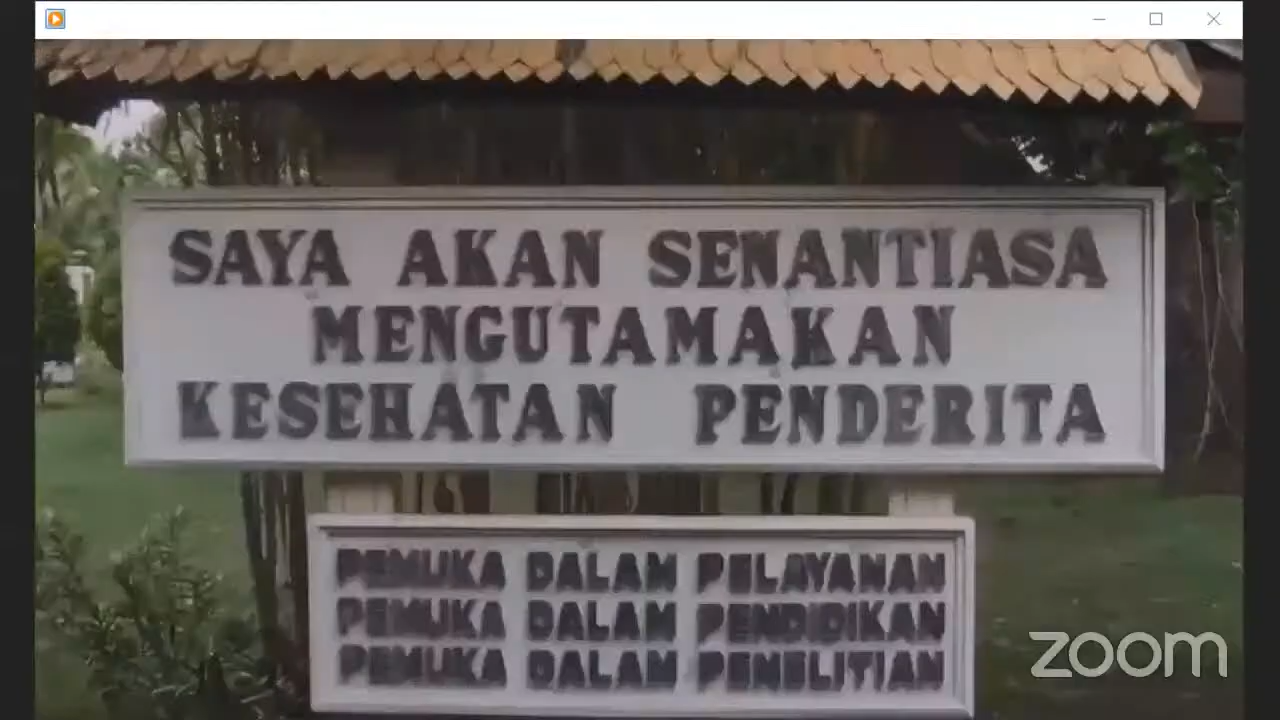 SAYA AKAN SENANTIASA
MENGUTAMAKAN
KESEHATAN PENDERITA
PEMUKA DALAM PELAYANAN
PEMUKA DALAM PENDIDIKAN
PEMUKA DALAM PENELITIAN
zoom